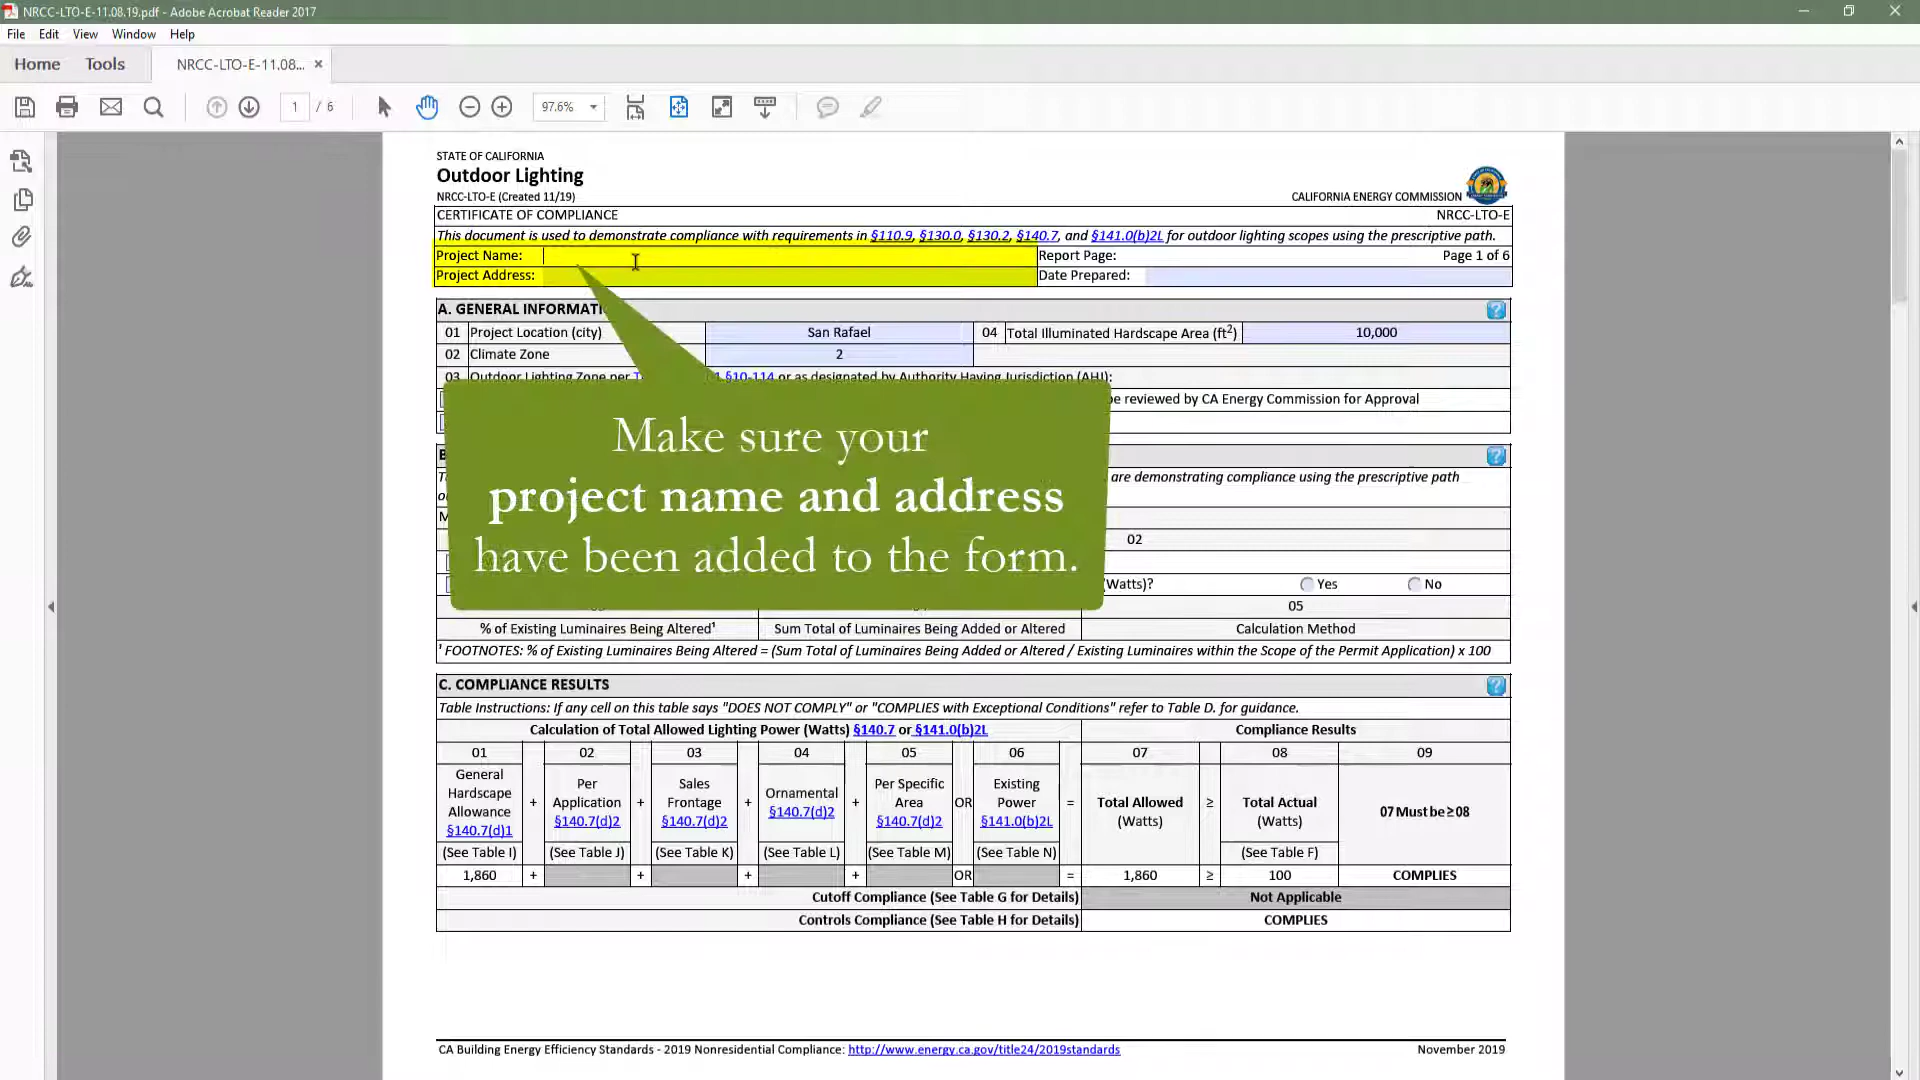 NRCC-LTO-E-11.08.19.pdf - Adobe Acrobat Reader 2017
File Edit View Window Help
Home Tools NRCC-LTO-E-11.08... ×
1 / 6 97.6%
STATE OF CALIFORNIA
Outdoor Lighting
NRCC-LTO-E (Created 11/19) CALIFORNIA ENERGY COMMISSION
CERTIFICATE OF COMPLIANCE NRCC-LTO-E
This document is used to demonstrate compliance with requirements in §110.9, §130.0, §130.2, §140.7, and §141.0(b)2L for outdoor lighting scopes using the prescriptive path.
Project Name: Report Page: Page 1 of 6
Project Address: Date Prepared:
A. GENERAL INFORMATI
01 Project Location (city) San Rafael 04 Total Illuminated Hardscape Area (ft2) 10,000
02 Climate Zone 2
03 Outdoor Lighting Zone per §10-114 or as designated by Authority Having Jurisdiction (AHJ):
be reviewed by CA Energy Commission for Approval
Make sure your
project name and address
have been added to the form.
are demonstrating compliance using the prescriptive path
02
(Watts)? Yes No
05
% of Existing Luminaires Being Altered¹ Sum Total of Luminaires Being Added or Altered Calculation Method
¹ FOOTNOTES: % of Existing Luminaires Being Altered = (Sum Total of Luminaires Being Added or Altered / Existing Luminaires within the Scope of the Permit Application) x 100
C. COMPLIANCE RESULTS
Table Instructions: If any cell on this table says "DOES NOT COMPLY" or "COMPLIES with Exceptional Conditions" refer to Table D. for guidance.
Calculation of Total Allowed Lighting Power (Watts) §140.7 or §141.0(b)2L Compliance Results
01 02 03 04 05 06 07 08 09
General Hardscape Allowance §140.7(d)1 + Per Application §140.7(d)2 + Sales Frontage §140.7(d)2 + Ornamental §140.7(d)2 + Per Specific Area §140.7(d)2 OR Existing Power §141.0(b)2L = Total Allowed (Watts) ≥ Total Actual (Watts) 07 Must be ≥ 08
(See Table I) (See Table J) (See Table K) (See Table L) (See Table M) (See Table N) (See Table F)
1,860 + + + + OR = 1,860 ≥ 100 COMPLIES
Cutoff Compliance (See Table G for Details) Not Applicable
Controls Compliance (See Table H for Details) COMPLIES
CA Building Energy Efficiency Standards - 2019 Nonresidential Compliance: http://www.energy.ca.gov/title24/2019standards November 2019